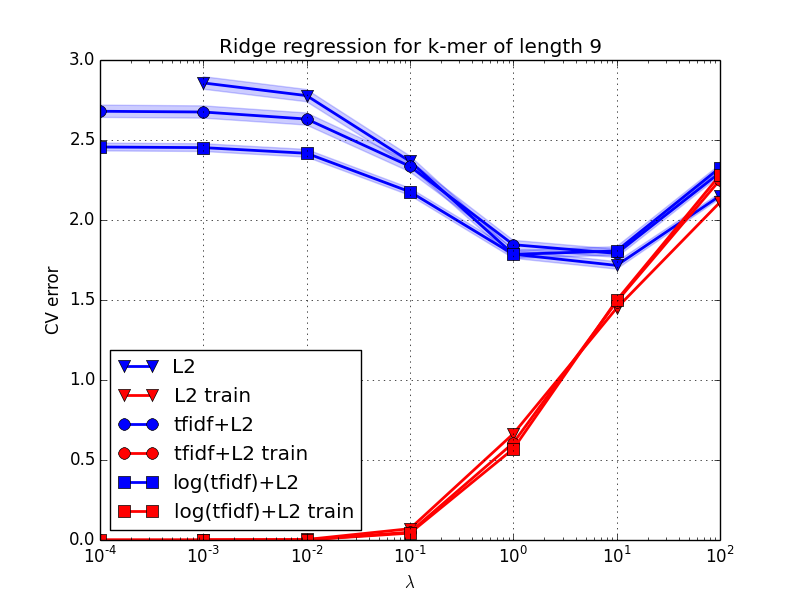 Ridge regression for k-mer of length 9
CV error
3.0
2.5
2.0
1.5
1.0
0.5
0.0
L2
L2 train
tfidf+L2
tfidf+L2 train
log(tfidf)+L2
log(tfidf)+L2 train
10^-4 10^-3 10^-2 10^-1 10^0 10^1 10^2
λ